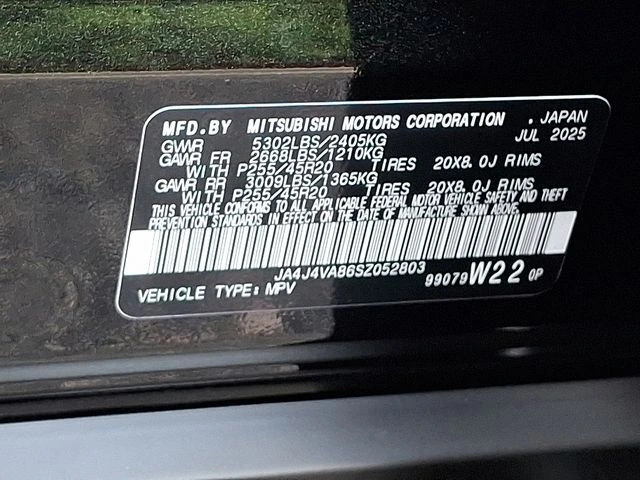 MFD.BY MITSUBISHI MOTORS CORPORATION , JAPAN
GVWR 5302LBS/2405KG JUL 2025
GAWR FR 2668LBS/1210KG
WITH P255/45R20 TIRES 20X8.0J RIMS
GAWR RR 3009LBS/1365KG
WITH P255/45R20 TIRES 20X8.0J RIMS
THIS VEHICLE CONFORMS TO ALL APPLICABLE FEDERAL MOTOR VEHICLE SAFETY AND THEFT
PREVENTION STANDARDS IN EFFECT ON THE DATE OF MANUFACTURE SHOWN ABOVE.
JA4J4VA86SZ052803
99079 W22 0P
VEHICLE TYPE: MPV